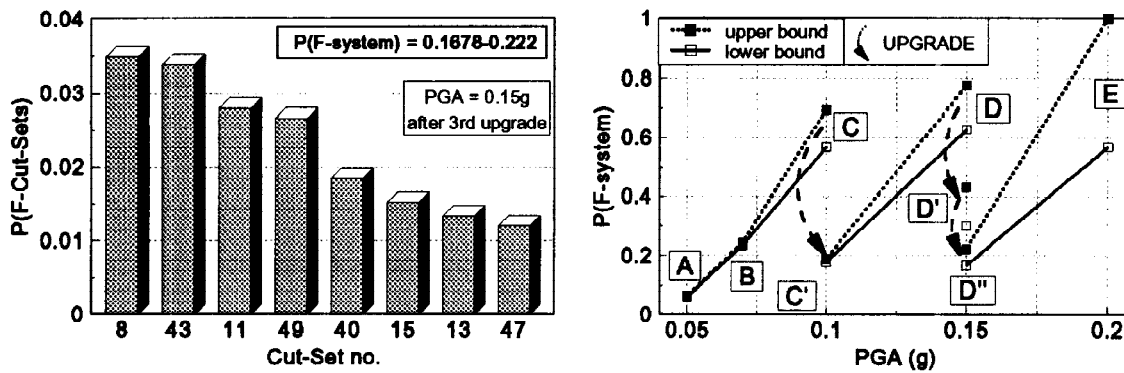 0.04
0.03
0.02
0.01
0
P(F-Cut-Sets)
P(F-system) = 0.1678-0.222
PGA = 0.15g
after 3rd upgrade
8 43 11 49 40 15 13 47
Cut-Set no.
1
0.8
0.6
0.4
0.2
0
P(F-system)
upper bound
lower bound
UPGRADE
A
B
C
C'
D
D'
D"
E
0.05 0.1 0.15 0.2
PGA (g)